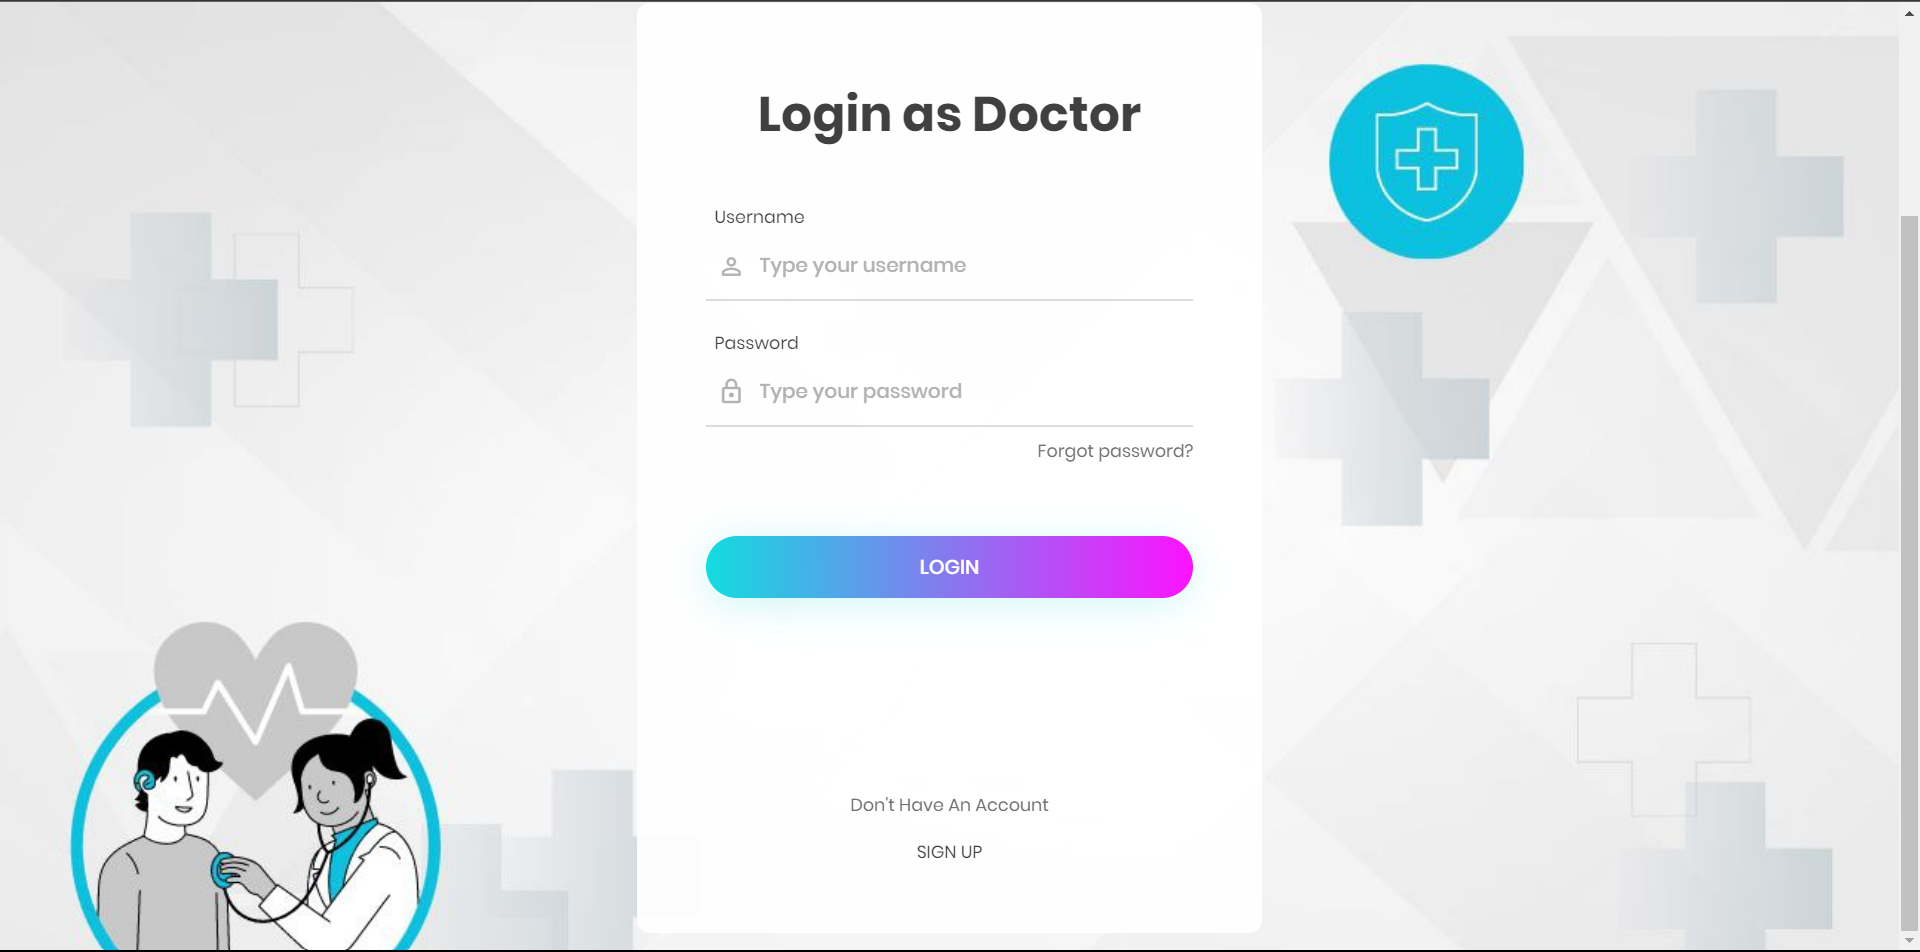 Login as Doctor
Username
Type your username
Password
Type your password
Forgot password?
LOGIN
Don't Have An Account
SIGN UP